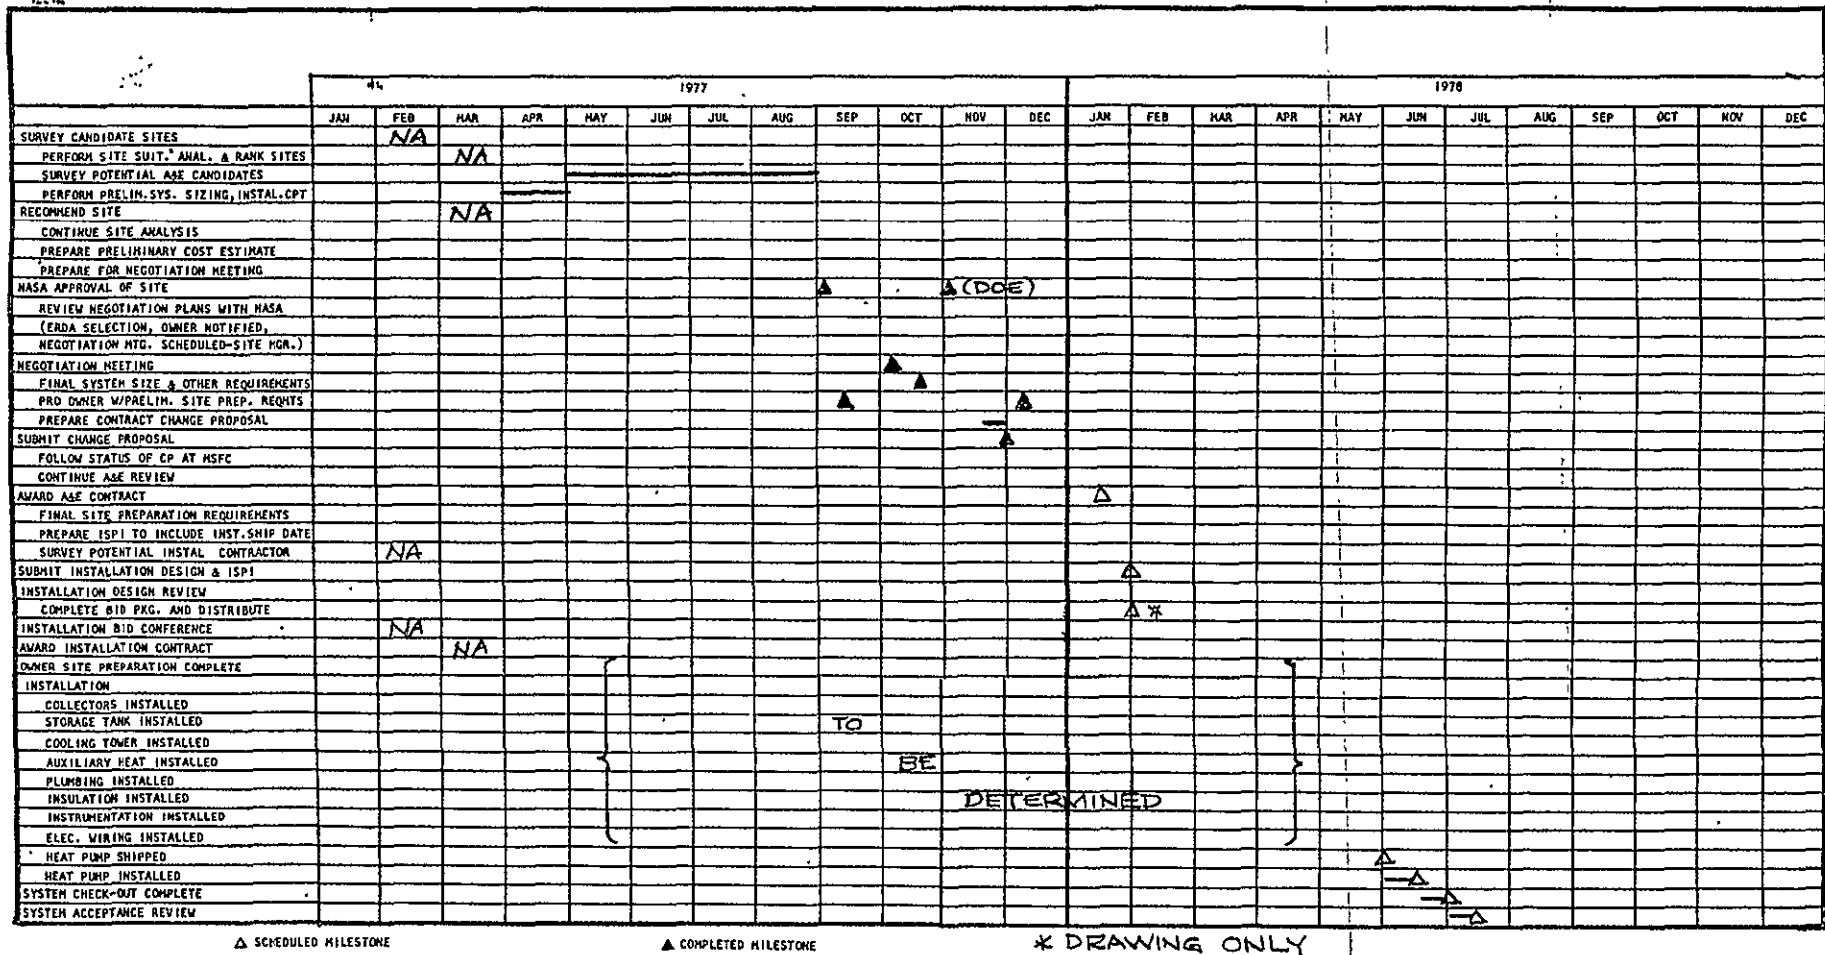 1977 1978
JAN FEB MAR APR MAY JUN JUL AUG SEP OCT NOV DEC JAN FEB MAR APR MAY JUN JUL AUG SEP OCT NOV DEC
SURVEY CANDIDATE SITES NA
PERFORM SITE SUIT. ANAL. & RANK SITES NA
SURVEY POTENTIAL A&E CANDIDATES
PERFORM PRELIM.SYS. SIZING, INSTAL.CPT
RECOMMEND SITE NA
CONTINUE SITE ANALYSIS
PREPARE PRELIMINARY COST ESTIMATE
PREPARE FOR NEGOTIATION MEETING
NASA APPROVAL OF SITE ▲ ▲ (DOE)
REVIEW NEGOTIATION PLANS WITH NASA
(ERDA SELECTION, OWNER NOTIFIED,
NEGOTIATION MTG. SCHEDULED-SITE MGR.)
NEGOTIATION MEETING ▲
FINAL SYSTEM SIZE & OTHER REQUIREMENTS ▲
PRO OWNER W/PRELIM. SITE PREP. REQMTS ▲ ▲
PREPARE CONTRACT CHANGE PROPOSAL
SUBMIT CHANGE PROPOSAL ▲
FOLLOW STATUS OF CP AT MSFC
CONTINUE A&E REVIEW
AWARD A&E CONTRACT △
FINAL SITE PREPARATION REQUIREMENTS
PREPARE ISPI TO INCLUDE INST.SHIP DATE
SURVEY POTENTIAL INSTAL CONTRACTOR NA
SUBMIT INSTALLATION DESIGN & ISPI △
INSTALLATION DESIGN REVIEW
COMPLETE BID PKG. AND DISTRIBUTE △ *
INSTALLATION BID CONFERENCE NA
AWARD INSTALLATION CONTRACT NA
OWNER SITE PREPARATION COMPLETE
INSTALLATION
COLLECTORS INSTALLED
STORAGE TANK INSTALLED TO
COOLING TOWER INSTALLED
AUXILIARY HEAT INSTALLED BE
PLUMBING INSTALLED
INSULATION INSTALLED DETERMINED
INSTRUMENTATION INSTALLED
ELEC. WIRING INSTALLED
HEAT PUMP SHIPPED △
HEAT PUMP INSTALLED △
SYSTEM CHECK-OUT COMPLETE △
SYSTEM ACCEPTANCE REVIEW △
△ SCHEDULED MILESTONE ▲ COMPLETED MILESTONE * DRAWING ONLY